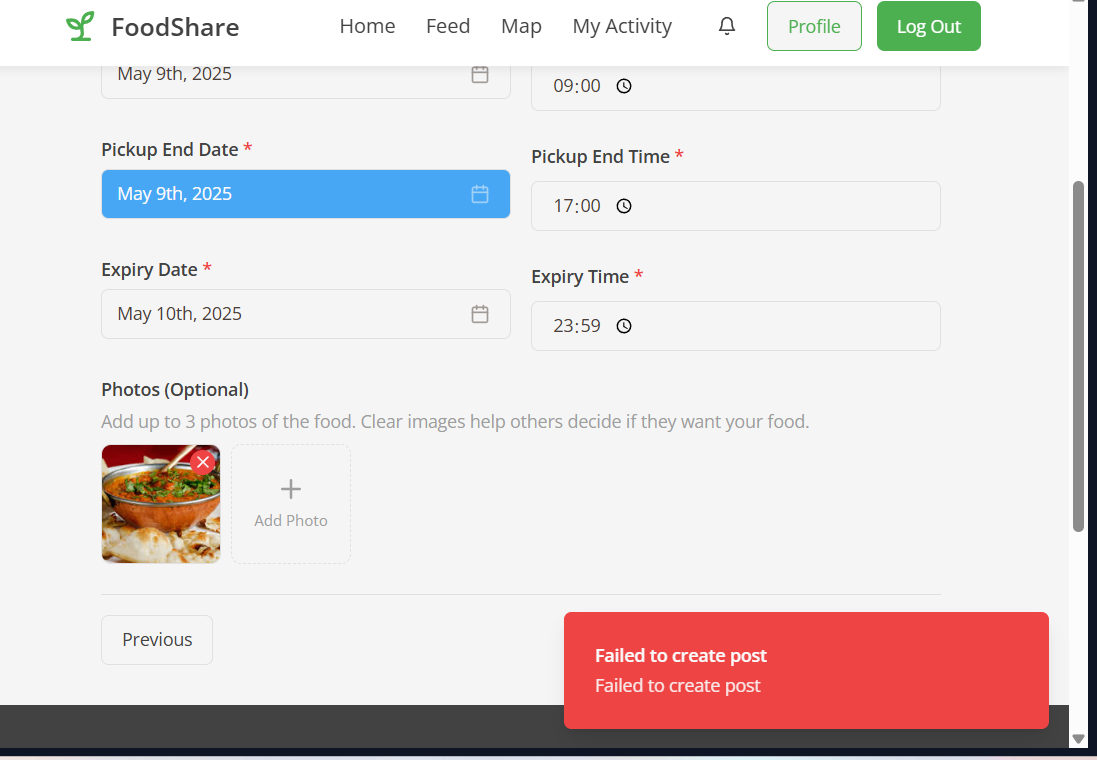 FoodShare
Home
Feed
Map
My Activity
Profile
Log Out
May 9th, 2025
09:00
Pickup End Date *
Pickup End Time *
May 9th, 2025
17:00
Expiry Date *
Expiry Time *
May 10th, 2025
23:59
Photos (Optional)
Add up to 3 photos of the food. Clear images help others decide if they want your food.
Add Photo
Previous
Failed to create post
Failed to create post